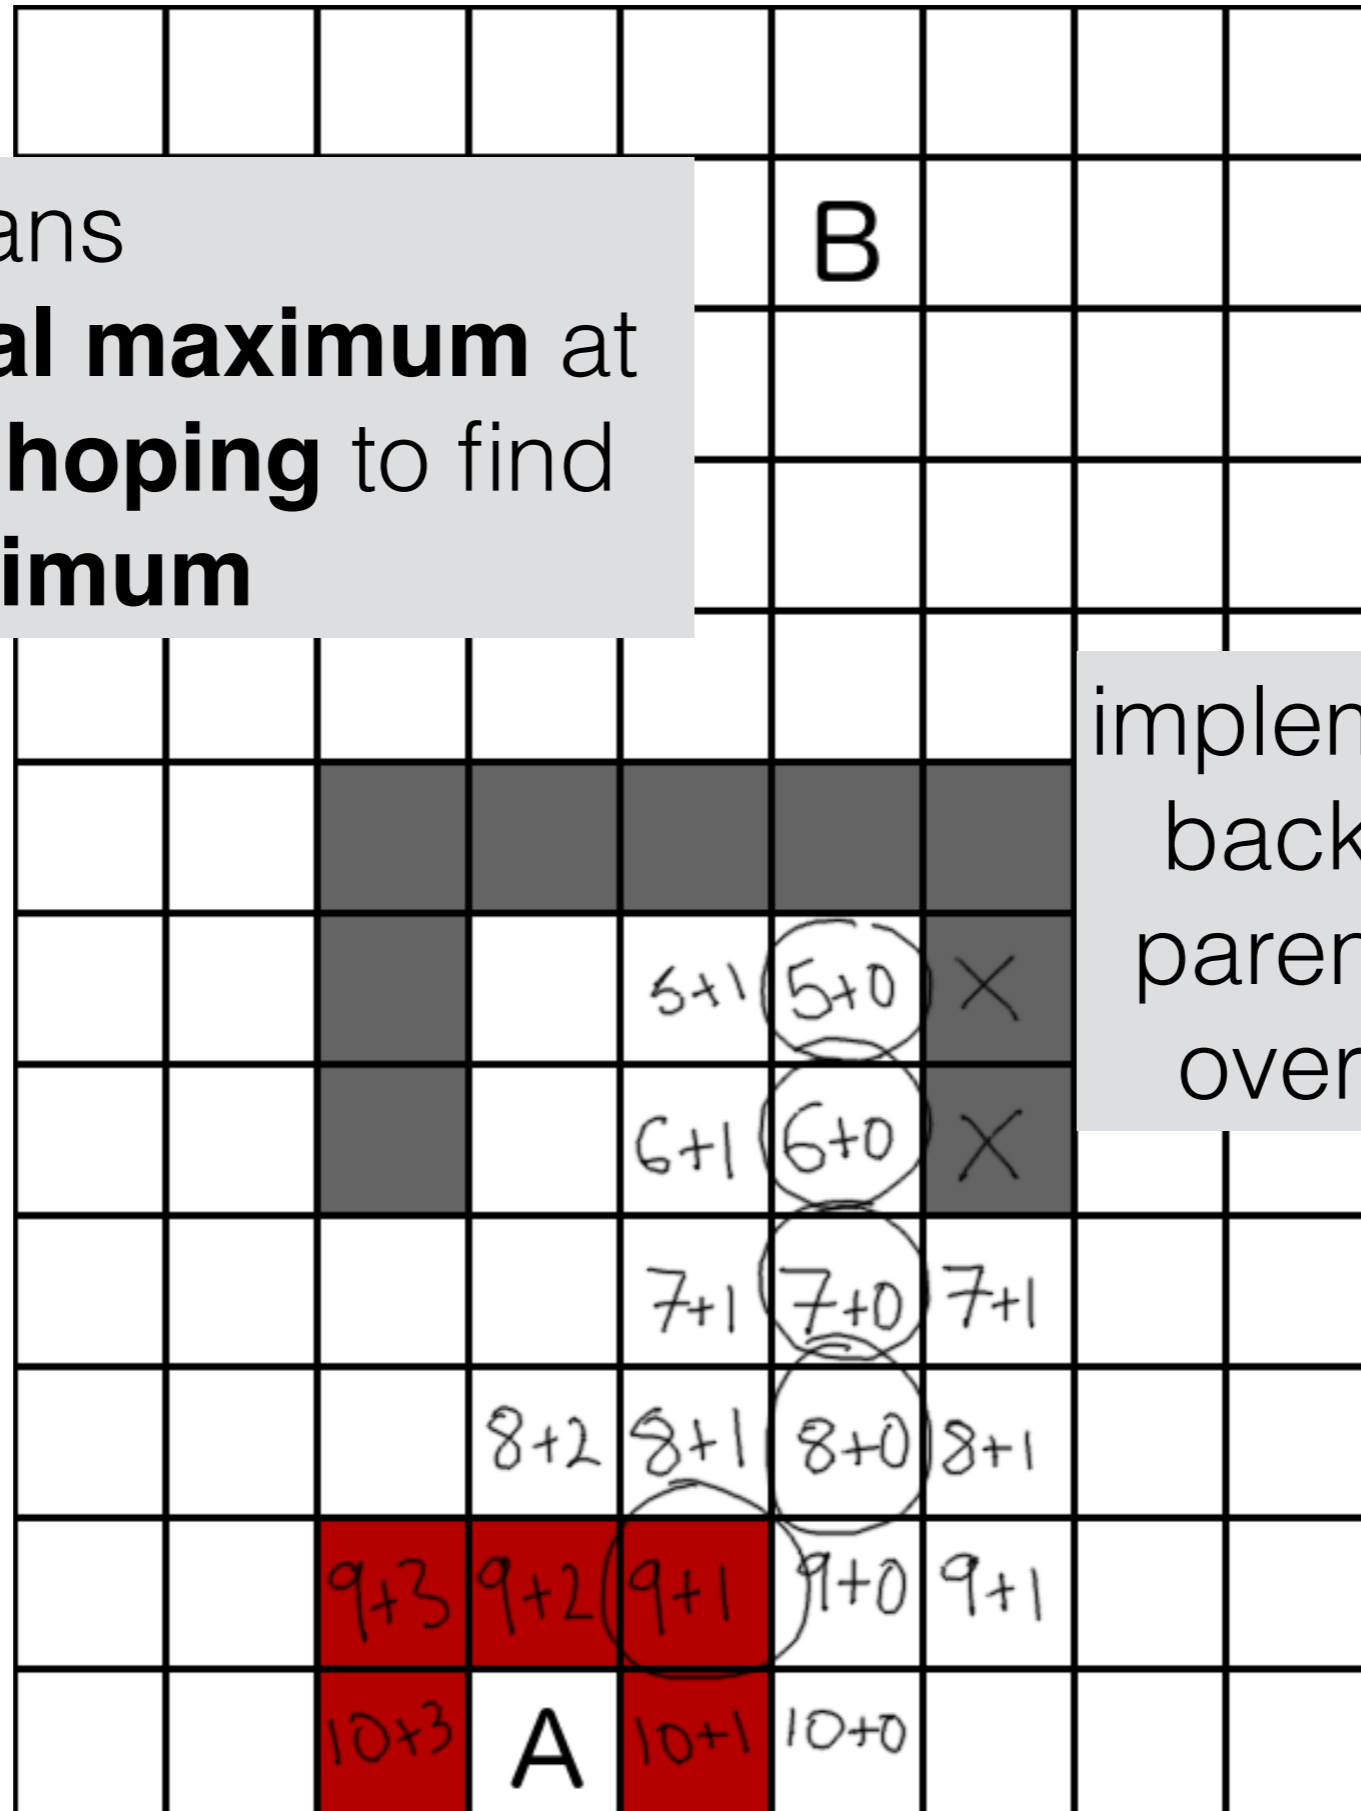 ans
B
al maximum at
hoping to find
imum
implem
back
paren
over
5+1 5+0 X
6+1 6+0 X
7+1 7+0 7+1
8+2 8+1 8+0 8+1
9+3 9+2 9+1 9+0 9+1
10+3 A 10+1 10+0